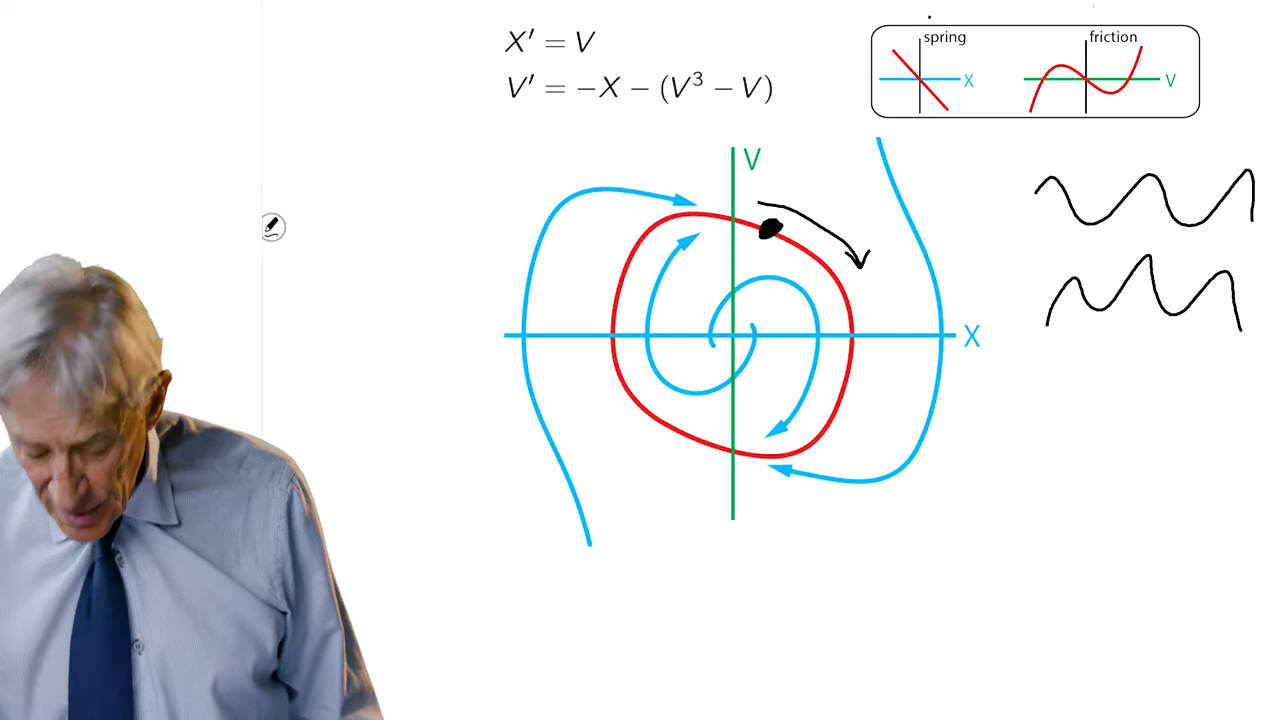 X′ = V
V′ = −X − (V³ − V)
spring
X
friction
V
V
X